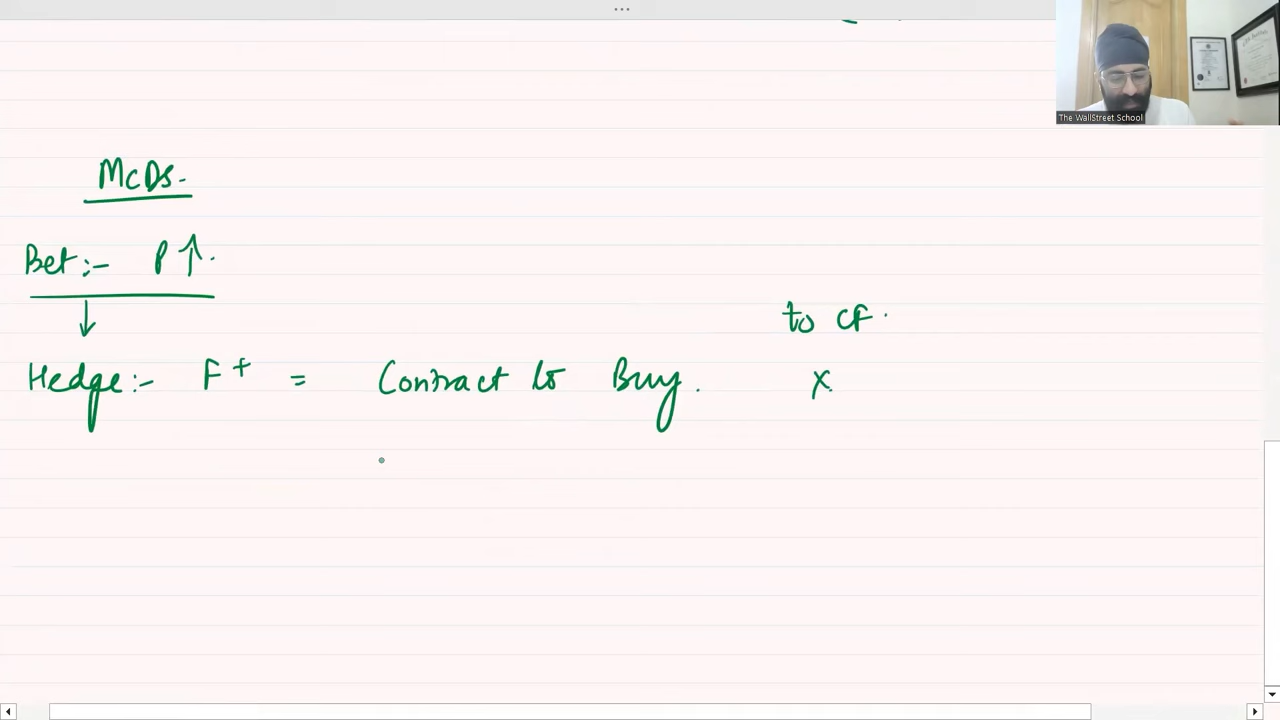 The WallStreet School
McDs.
Bet:- P↑.
to CF.
Hedge:- F+ = Contract to Buy. X